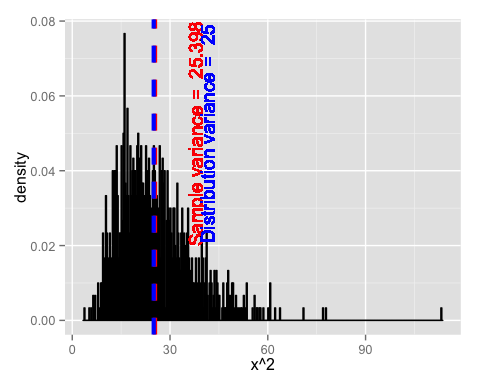 0.08
0.06
0.04
0.02
0.00
density
Sample variance = 25.398
Distribution variance = 25
0
30
60
90
x^2